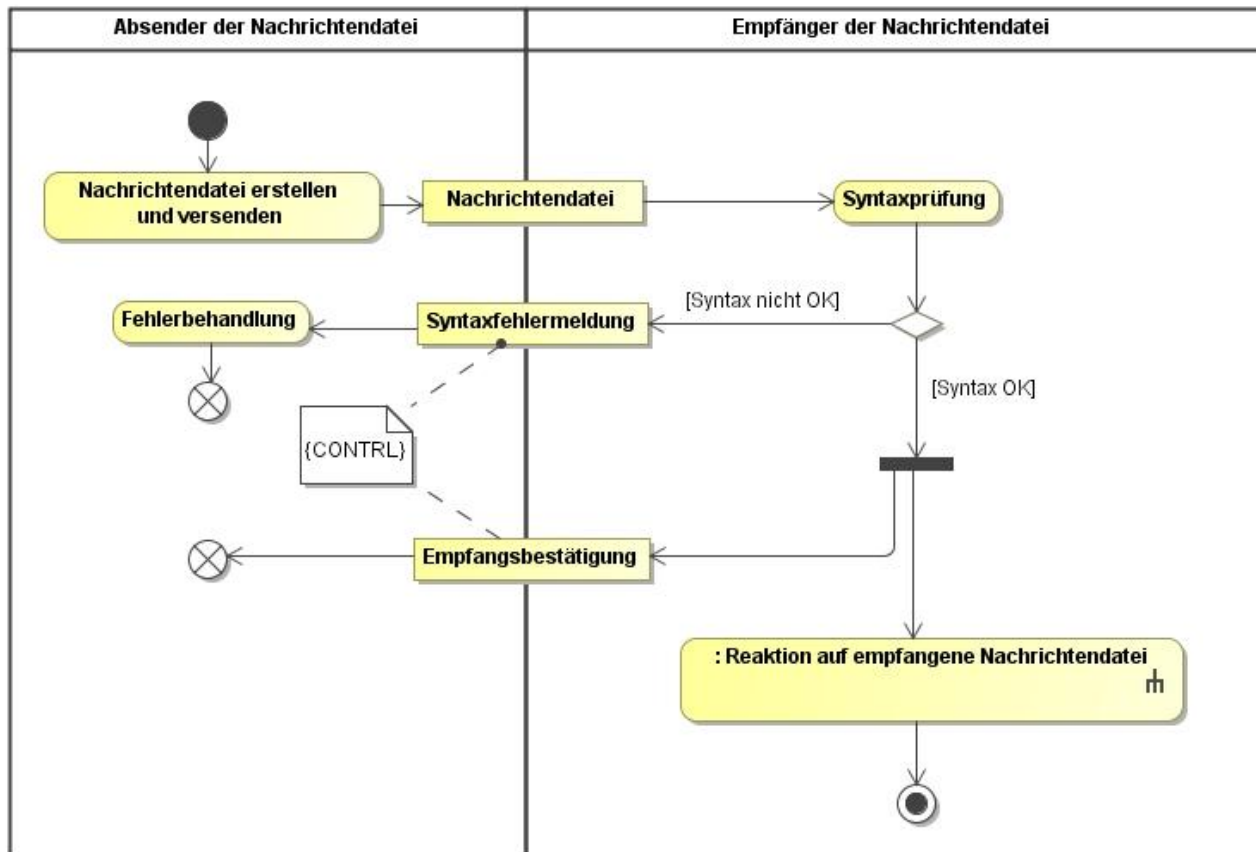 Absender der Nachrichtendatei
Empfänger der Nachrichtendatei
Nachrichtendatei erstellen
und versenden
Nachrichtendatei
Syntaxprüfung
[Syntax nicht OK]
Fehlerbehandlung
Syntaxfehlermeldung
[Syntax OK]
{CONTRL}
Empfangsbestätigung
: Reaktion auf empfangene Nachrichtendatei